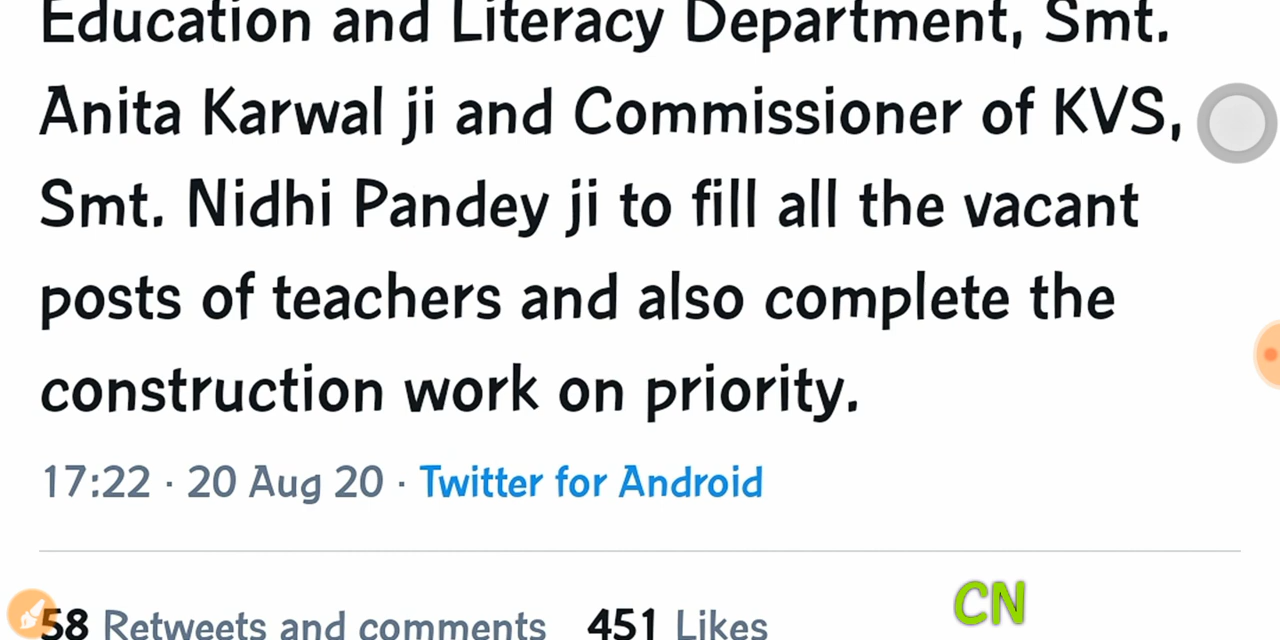 Education and Literacy Department, Smt.
Anita Karwal ji and Commissioner of KVS,
Smt. Nidhi Pandey ji to fill all the vacant
posts of teachers and also complete the
construction work on priority.
17:22 · 20 Aug 20 · Twitter for Android
58 Retweets and comments 451 Likes
CN